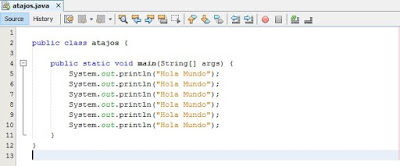 atajos.java
Source History
1
2 public class atajos {
3
4 public static void main(String[] args) {
5 System.out.println("Hola Mundo");
6 System.out.println("Hola Mundo");
7 System.out.println("Hola Mundo");
8 System.out.println("Hola Mundo");
9 System.out.println("Hola Mundo");
10 System.out.println("Hola Mundo");
11 }
12 }
13